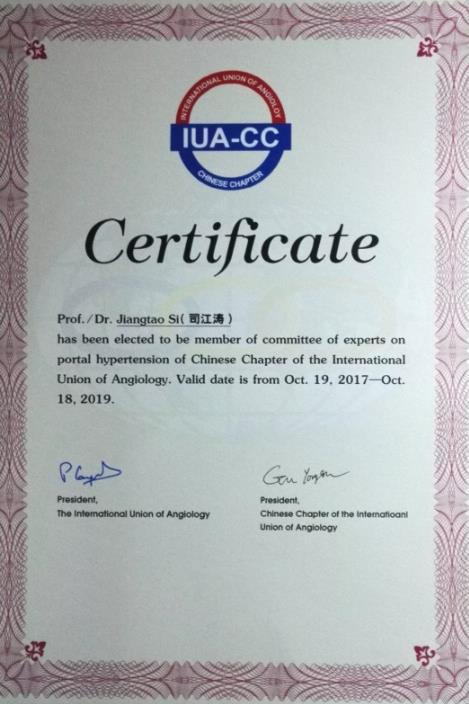 INTERNATIONAL UNION OF ANGIOLOY
IUA-CC
CHINESE CHAPTER
Certificate
Prof./Dr. Jiangtao Si(司江涛)
has been elected to be member of committee of experts on
portal hypertension of Chinese Chapter of the International
Union of Angiology. Valid date is from Oct. 19, 2017—Oct.
18, 2019.
President,
The International Union of Angiology
President,
Chinese Chapter of the Internatioanl
Union of Angiology